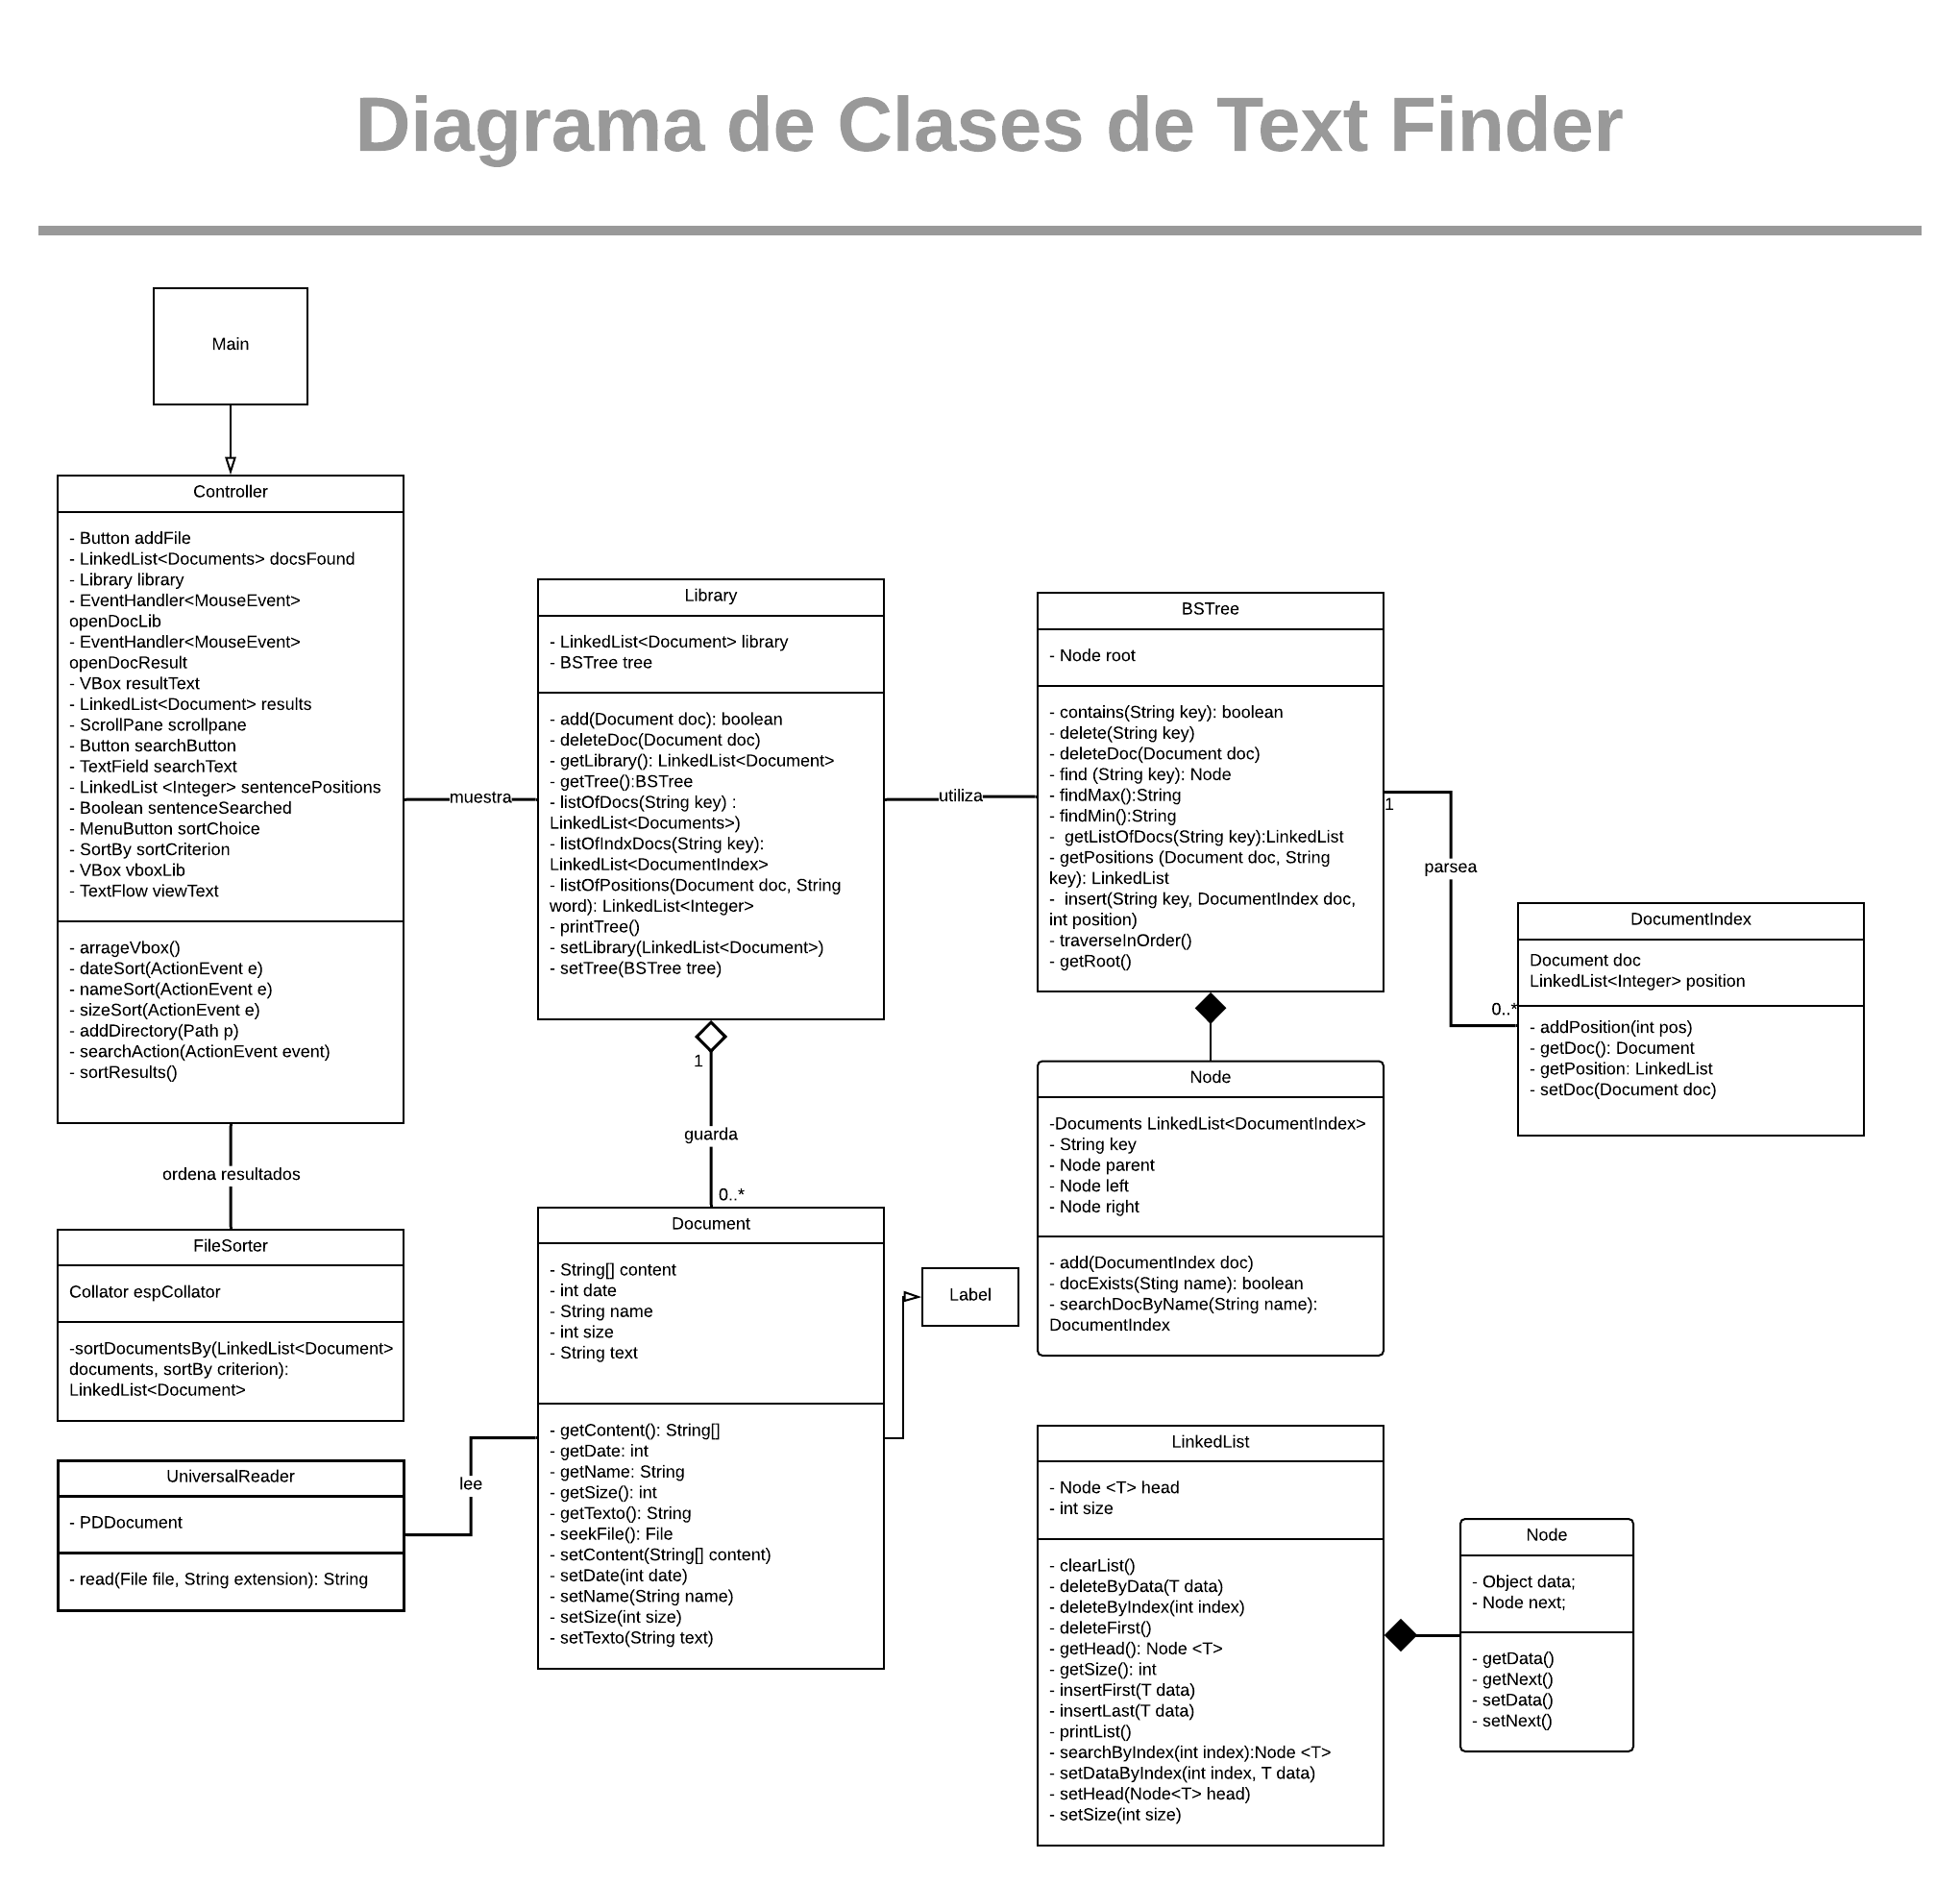 Diagrama de Clases de Text Finder
Main
Controller
- Button addFile
- LinkedList<Documents> docsFound
- Library library
- EventHandler<MouseEvent>
openDocLib
- EventHandler<MouseEvent>
openDocResult
- VBox resultText
- LinkedList<Document> results
- ScrollPane scrollpane
- Button searchButton
- TextField searchText
- LinkedList <Integer> sentencePositions
- Boolean sentenceSearched
- MenuButton sortChoice
- SortBy sortCriterion
- VBox vboxLib
- TextFlow viewText
- arrageVbox()
- dateSort(ActionEvent e)
- nameSort(ActionEvent e)
- sizeSort(ActionEvent e)
- addDirectory(Path p)
- searchAction(ActionEvent event)
- sortResults()
muestra
Library
- LinkedList<Document> library
- BSTree tree
- add(Document doc): boolean
- deleteDoc(Document doc)
- getLibrary(): LinkedList<Document>
- getTree():BSTree
- listOfDocs(String key) :
LinkedList<Documents>)
- listOfIndxDocs(String key):
LinkedList<DocumentIndex>
- listOfPositions(Document doc, String
word): LinkedList<Integer>
- printTree()
- setLibrary(LinkedList<Document>)
- setTree(BSTree tree)
utiliza
BSTree
- Node root
- contains(String key): boolean
- delete(String key)
- deleteDoc(Document doc)
- find (String key): Node
- findMax():String
- findMin():String
-  getListOfDocs(String key):LinkedList
- getPositions (Document doc, String
key): LinkedList
-  insert(String key, DocumentIndex doc,
int position)
- traverseInOrder()
- getRoot()
1
parsea
0..*
DocumentIndex
Document doc
LinkedList<Integer> position
- addPosition(int pos)
- getDoc(): Document
- getPosition: LinkedList
- setDoc(Document doc)
1
guarda
0..*
Node
-Documents LinkedList<DocumentIndex>
- String key
- Node parent
- Node left
- Node right
- add(DocumentIndex doc)
- docExists(Sting name): boolean
- searchDocByName(String name):
DocumentIndex
ordena resultados
FileSorter
Collator espCollator
-sortDocumentsBy(LinkedList<Document>
documents, sortBy criterion):
LinkedList<Document>
Document
- String[] content
- int date
- String name
- int size
- String text
- getContent(): String[]
- getDate: int
- getName: String
- getSize(): int
- getTexto(): String
- seekFile(): File
- setContent(String[] content)
- setDate(int date)
- setName(String name)
- setSize(int size)
- setTexto(String text)
Label
UniversalReader
- PDDocument
- read(File file, String extension): String
lee
LinkedList
- Node <T> head
- int size
- clearList()
- deleteByData(T data)
- deleteByIndex(int index)
- deleteFirst()
- getHead(): Node <T>
- getSize(): int
- insertFirst(T data)
- insertLast(T data)
- printList()
- searchByIndex(int index):Node <T>
- setDataByIndex(int index, T data)
- setHead(Node<T> head)
- setSize(int size)
Node
- Object data;
- Node next;
- getData()
- getNext()
- setData()
- setNext()